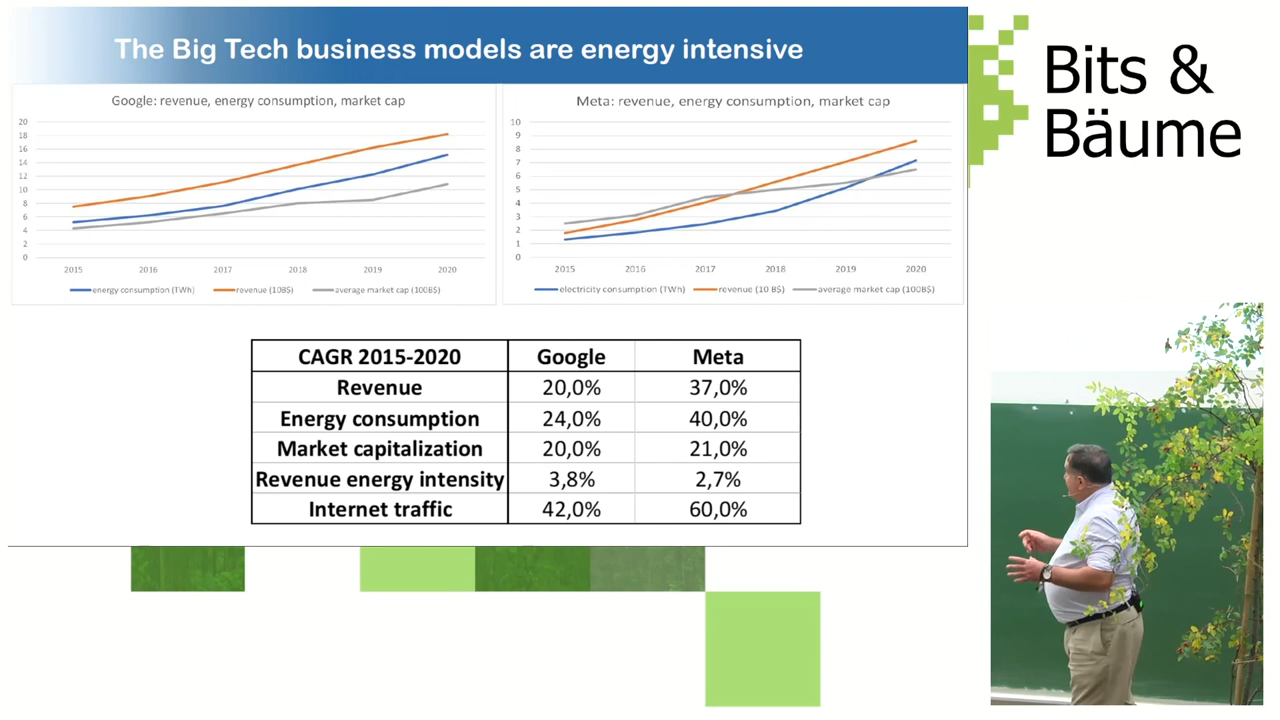 The Big Tech business models are energy intensive
Google: revenue, energy consumption, market cap
20
18
16
14
12
10
8
6
4
2
0
2015 2016 2017 2018 2019 2020
energy consumption (TWh) revenue (10B$) average market cap (100B$)
Meta: revenue, energy consumption, market cap
10
9
8
7
6
5
4
3
2
1
0
2015 2016 2017 2018 2019 2020
electricity consumption (TWh) revenue (10 B$) average market cap (100B$)
CAGR 2015-2020 Google Meta
Revenue 20,0% 37,0%
Energy consumption 24,0% 40,0%
Market capitalization 20,0% 21,0%
Revenue energy intensity 3,8% 2,7%
Internet traffic 42,0% 60,0%
Bits &
Bäume